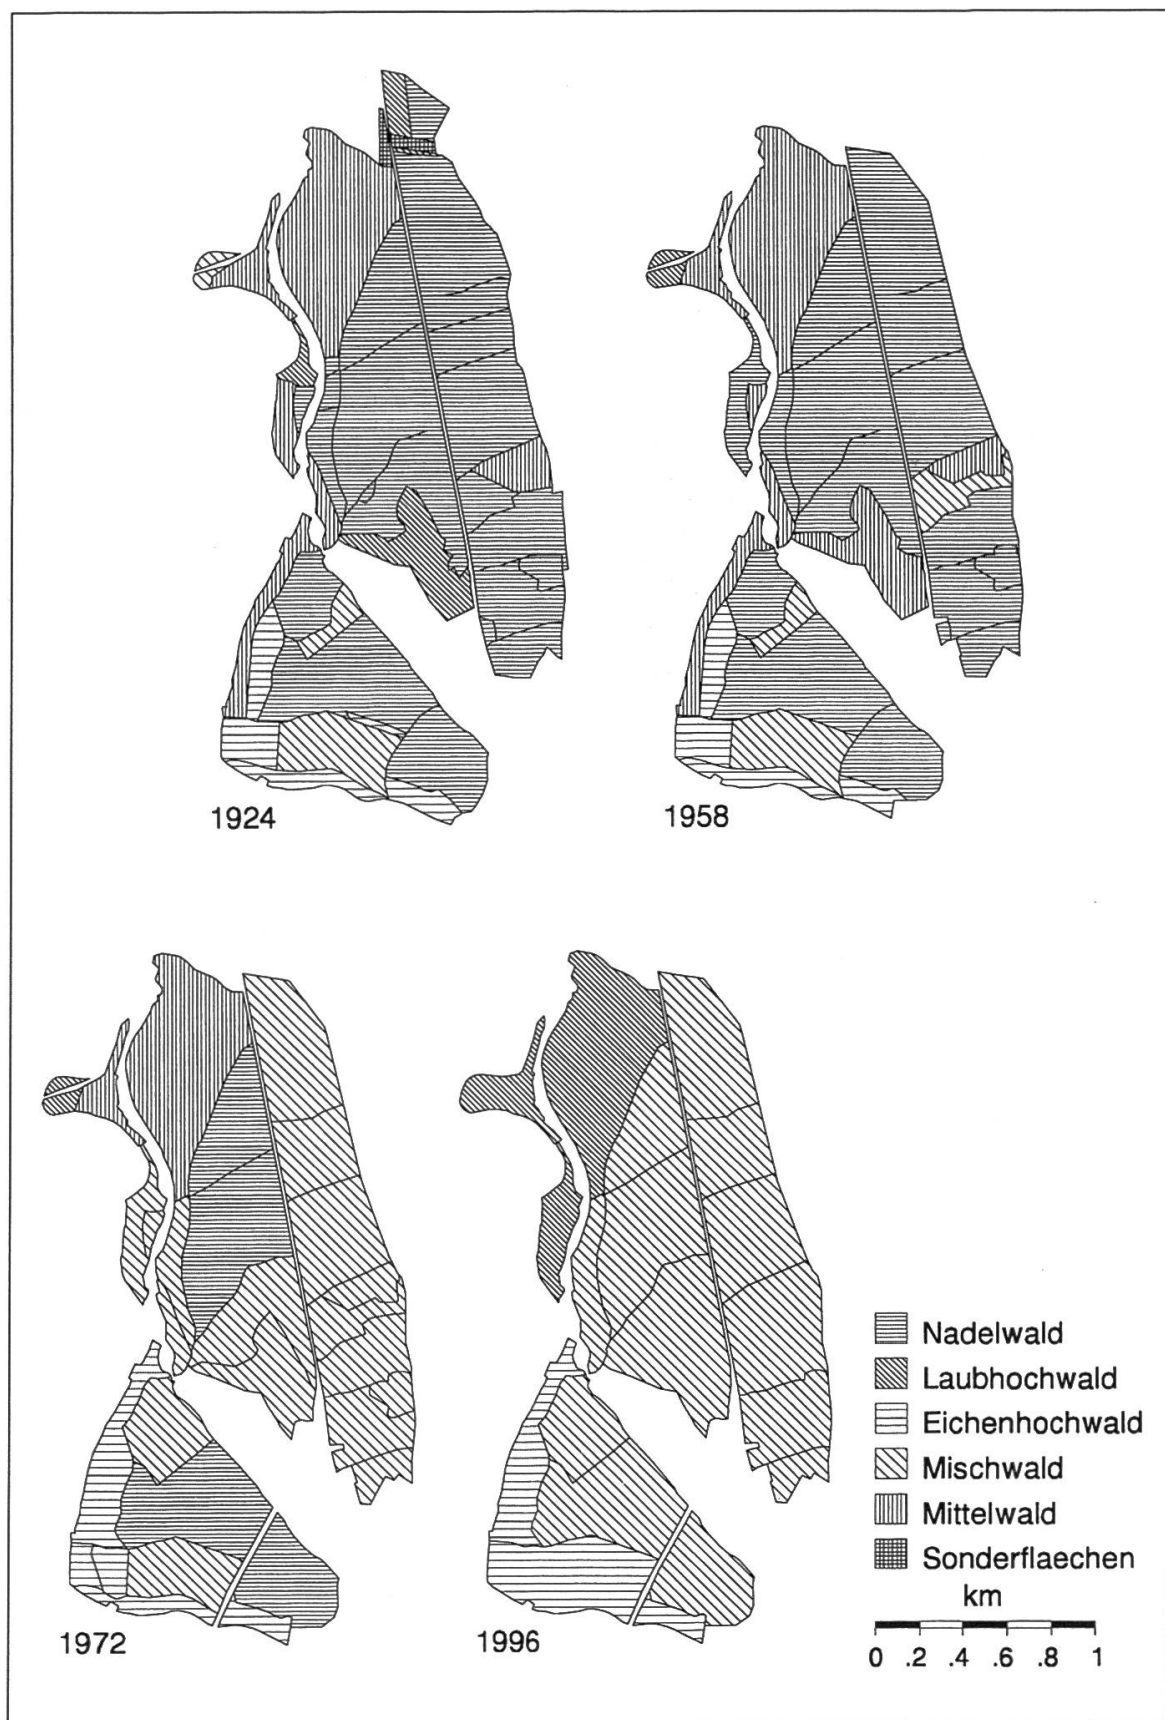 1924
1958
1972
1996
Nadelwald
Laubhochwald
Eichenhochwald
Mischwald
Mittelwald
Sonderflaechen
km
0 .2 .4 .6 .8 1